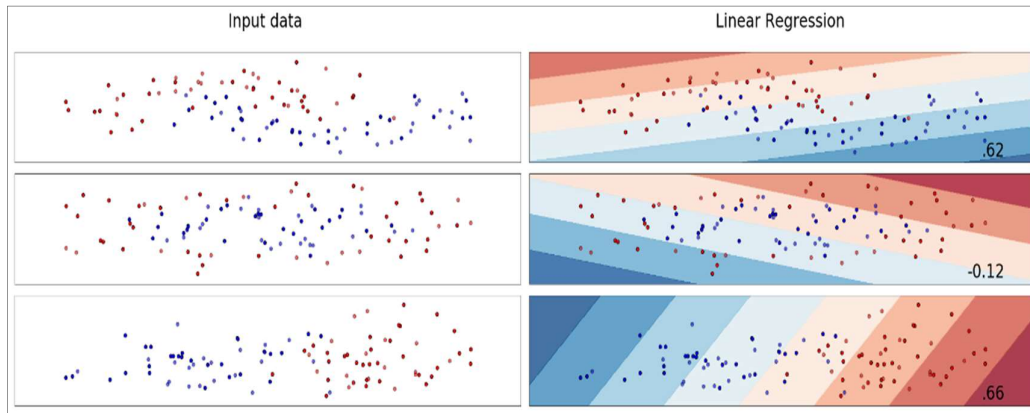 Input data
Linear Regression
.62
-0.12
.66